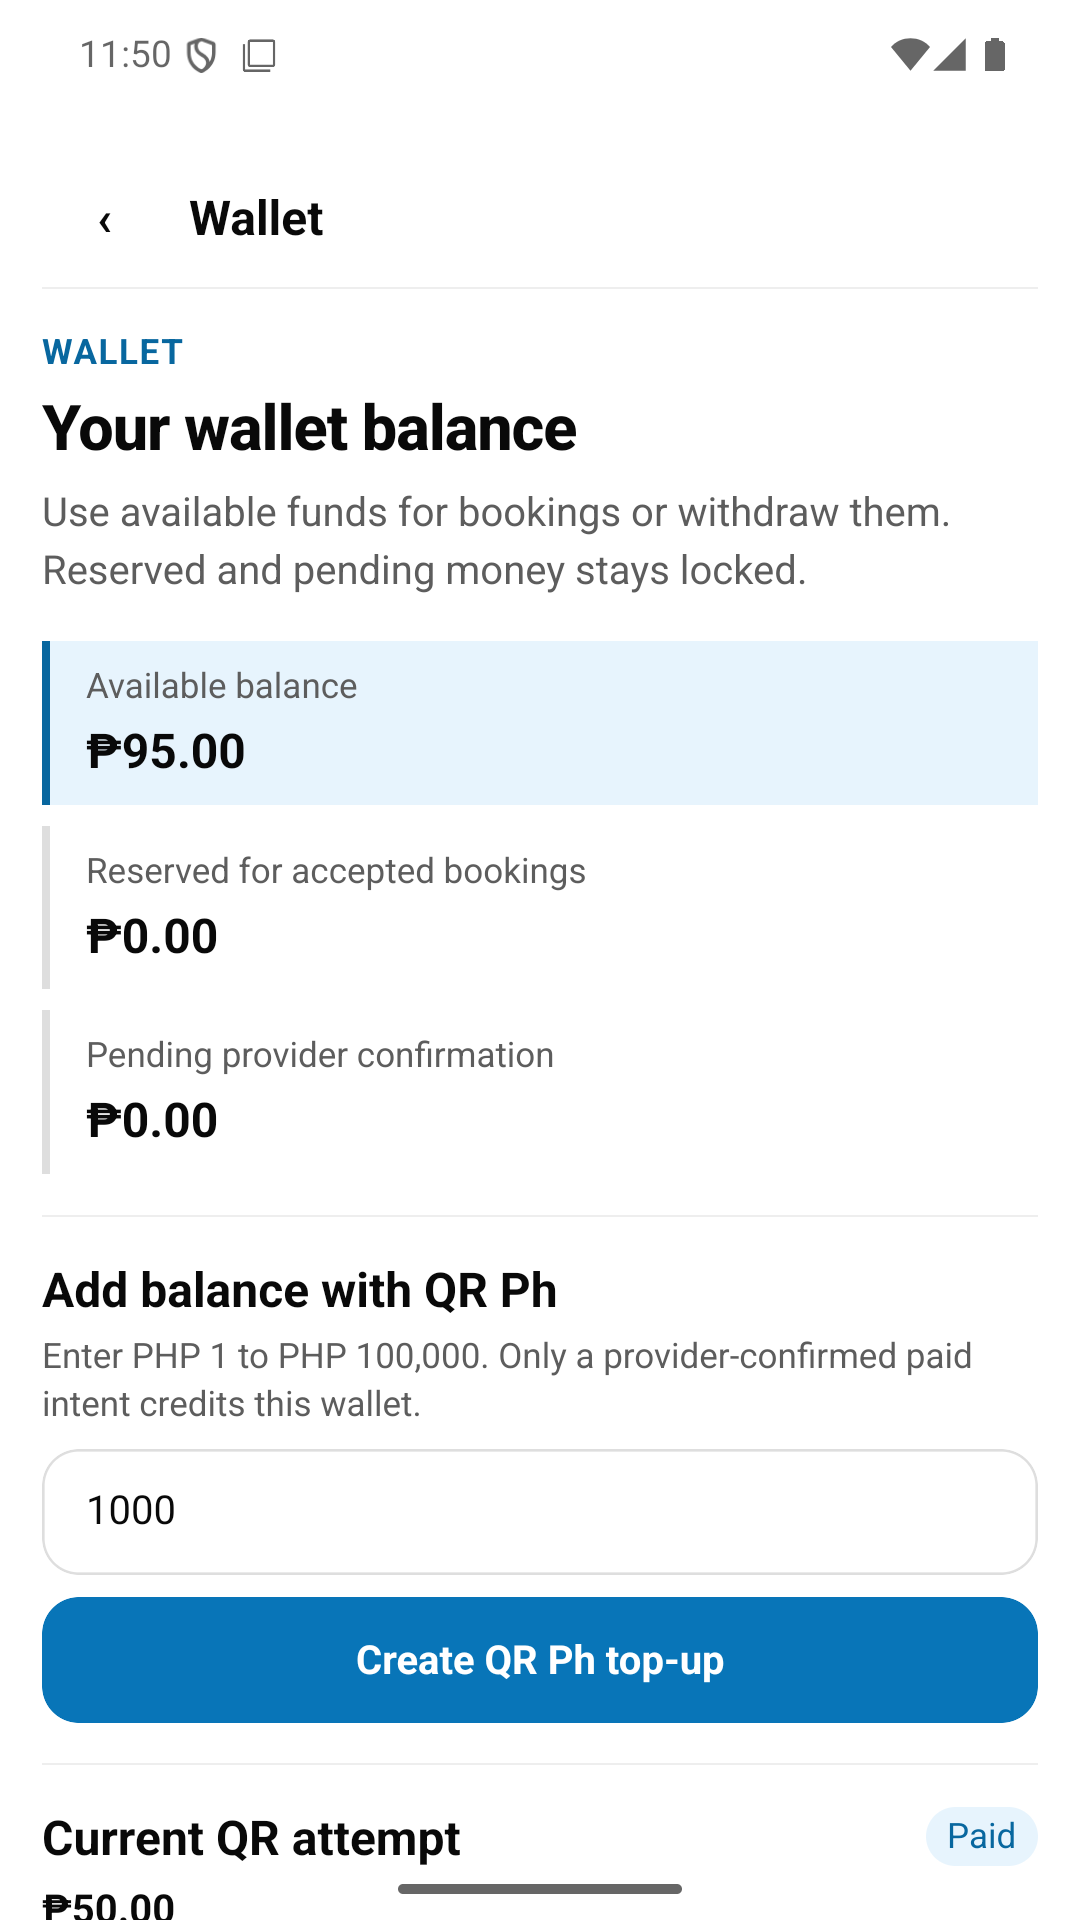 11:50
‹ Wallet
WALLET
Your wallet balance
Use available funds for bookings or withdraw them.
Reserved and pending money stays locked.
Available balance
₱95.00
Reserved for accepted bookings
₱0.00
Pending provider confirmation
₱0.00
Add balance with QR Ph
Enter PHP 1 to PHP 100,000. Only a provider-confirmed paid
intent credits this wallet.
1000
Create QR Ph top-up
Current QR attempt
Paid
₱50.00